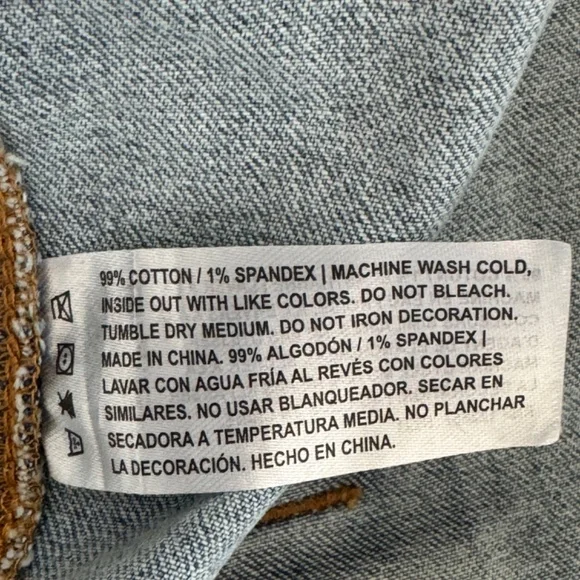 99% COTTON / 1% SPANDEX | MACHINE WASH COLD,
INSIDE OUT WITH LIKE COLORS. DO NOT BLEACH.
TUMBLE DRY MEDIUM. DO NOT IRON DECORATION.
MADE IN CHINA. 99% ALGODÓN / 1% SPANDEX |
LAVAR CON AGUA FRÍA AL REVÉS CON COLORES
SIMILARES. NO USAR BLANQUEADOR. SECAR EN
SECADORA A TEMPERATURA MEDIA. NO PLANCHAR
LA DECORACIÓN. HECHO EN CHINA.